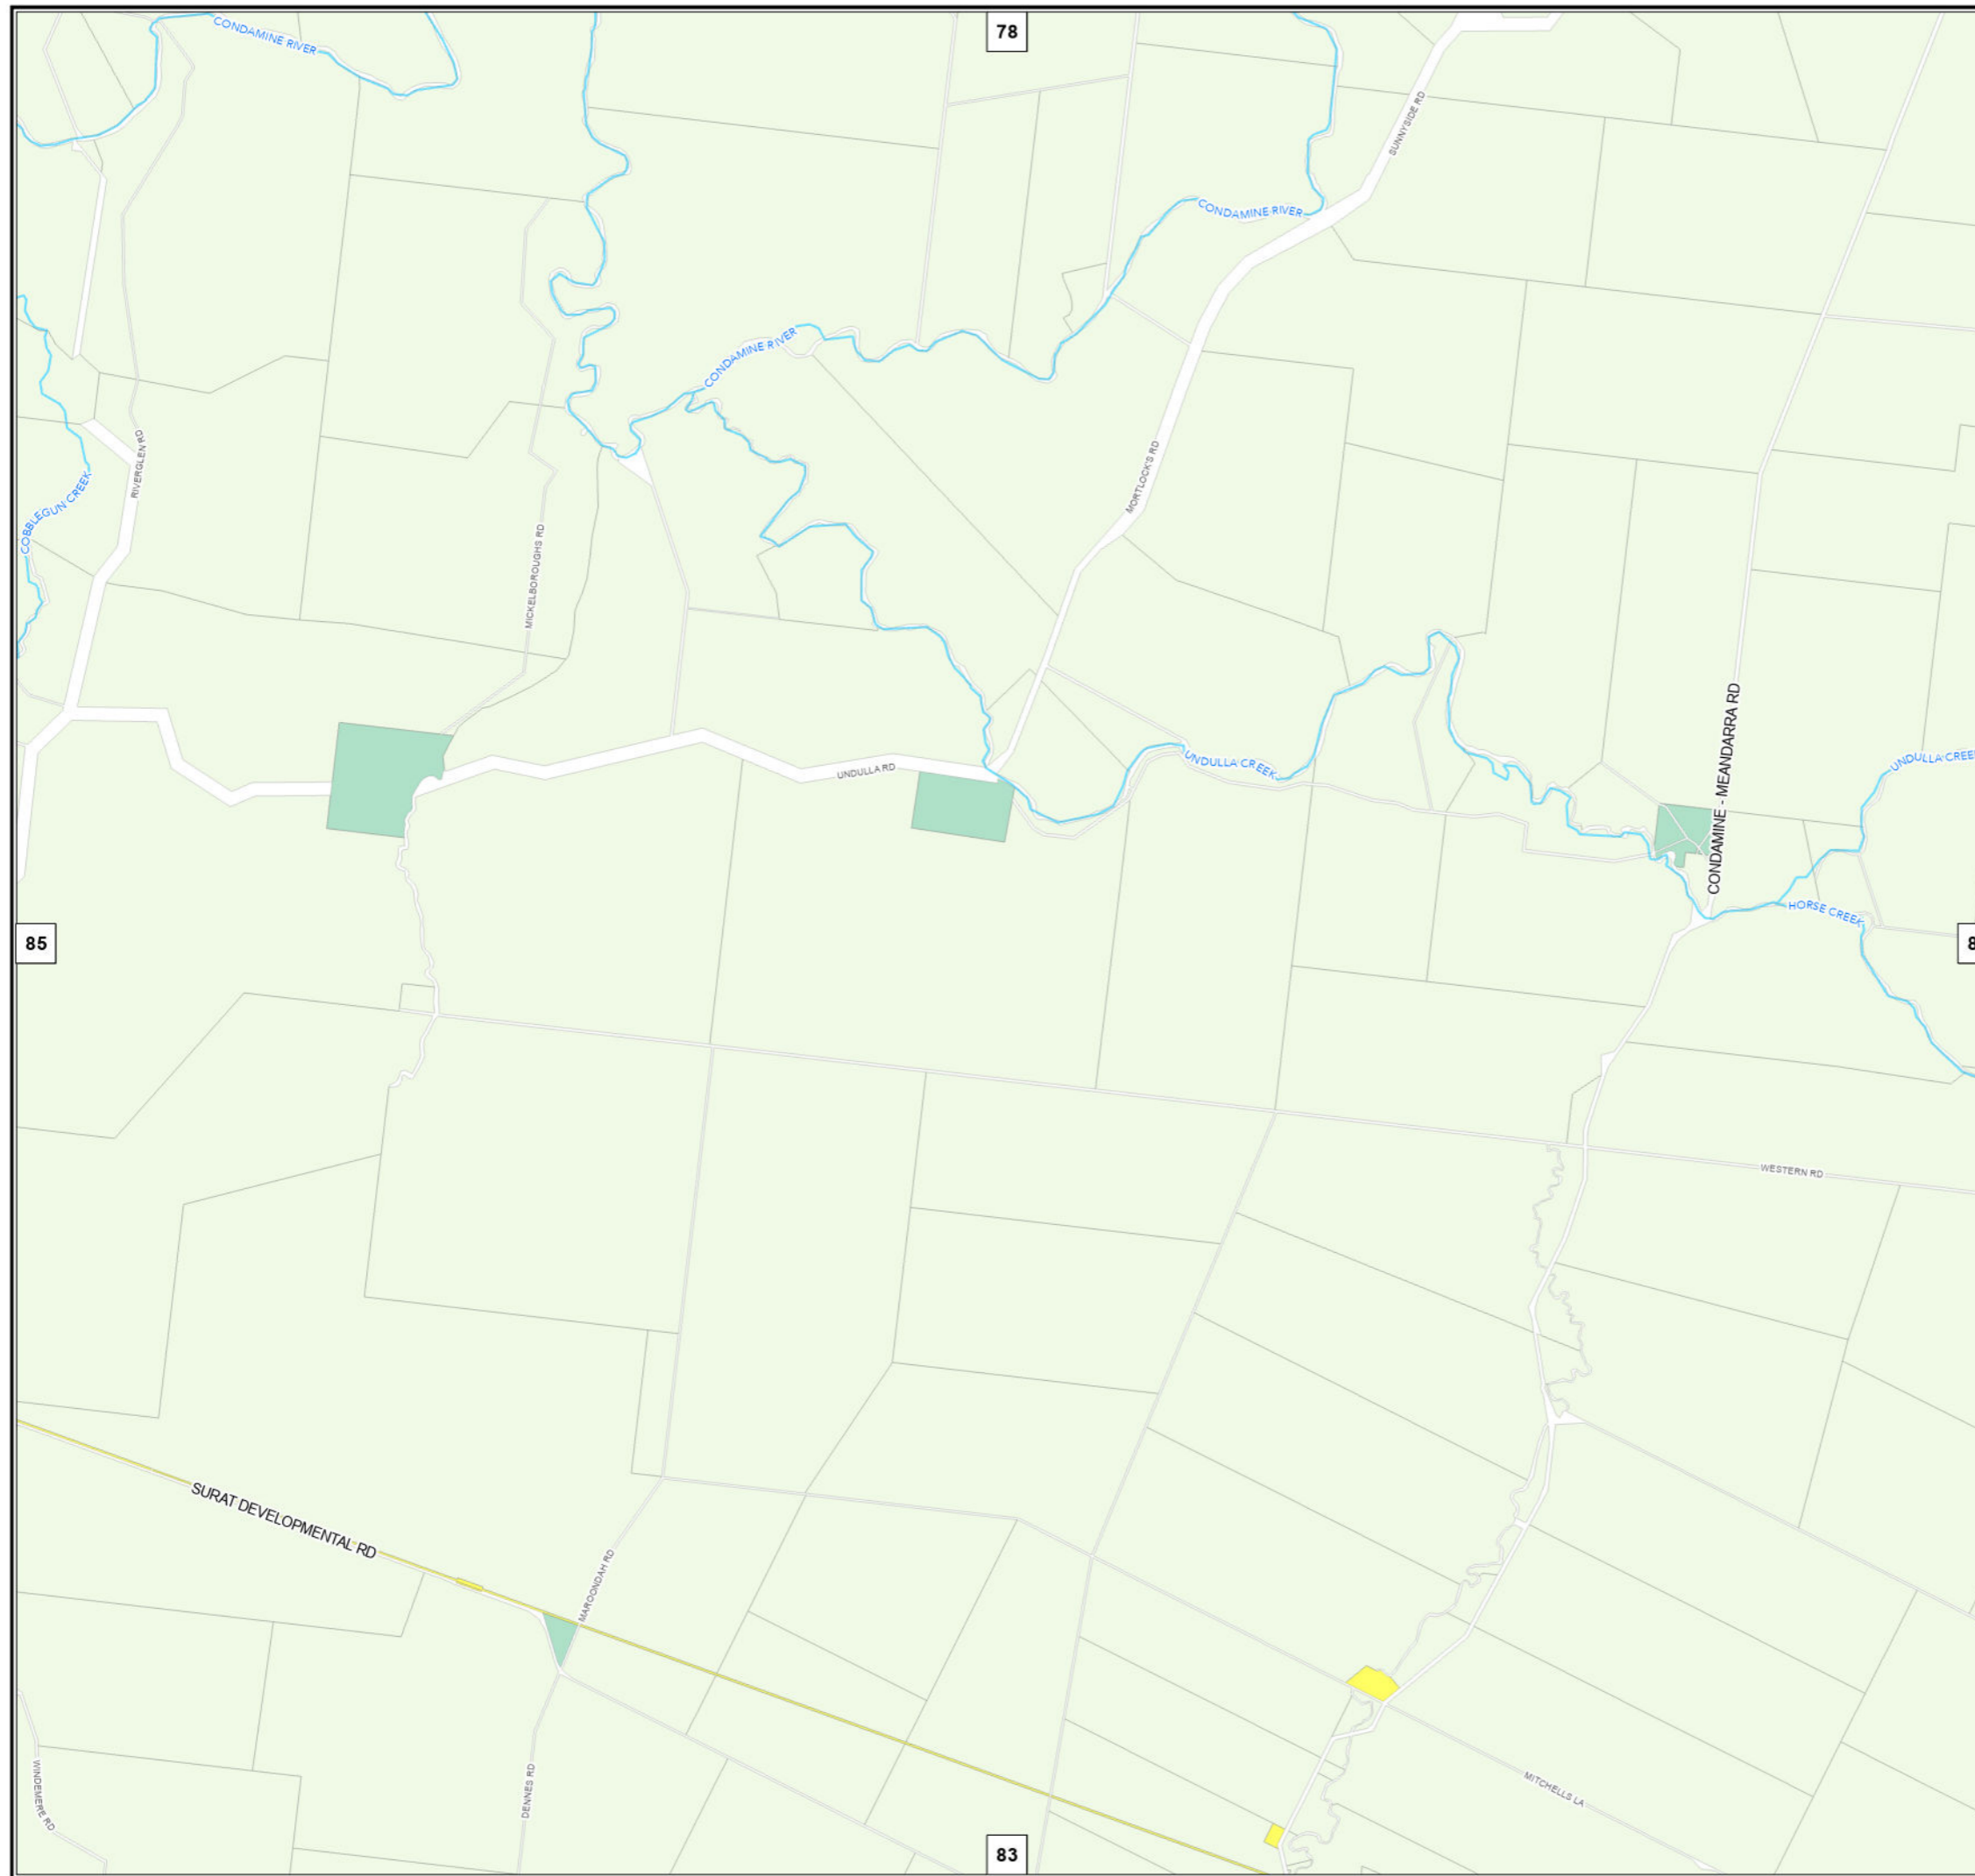 CONDAMINE RIVER
78
SUNNYSIDE RD
CONDAMINE RIVER
CONDAMINE RIVER
COBBLEGUN CREEK
RIVERGLEN RD
MICKELBOROUGHS RD
MORTLOCK'S RD
UNDULLA RD
UNDULLA CREEK
CONDAMINE - MEANDARRA RD
UNDULLA CREEK
HORSE CREEK
85
8
WESTERN RD
SURAT DEVELOPMENTAL RD
MAROONDAH RD
WINDEMERE RD
DENNES RD
MITCHELLS LA
83